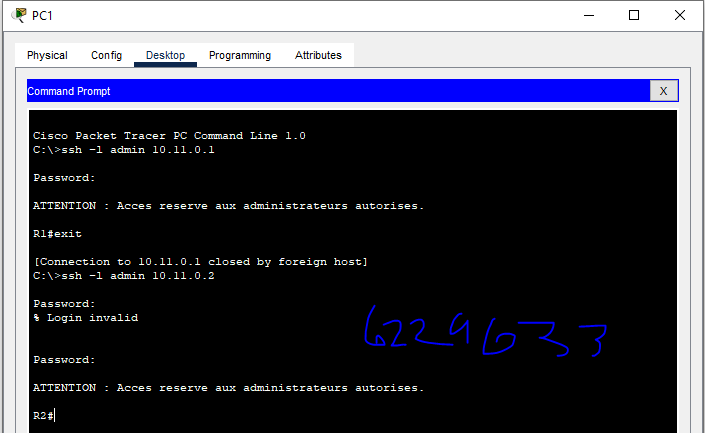 PC1
Physical Config Desktop Programming Attributes
Command Prompt X
Cisco Packet Tracer PC Command Line 1.0
C:\>ssh -l admin 10.11.0.1
Password:
ATTENTION : Acces reserve aux administrateurs autorises.
R1#exit
[Connection to 10.11.0.1 closed by foreign host]
C:\>ssh -l admin 10.11.0.2
Password:
% Login invalid
6229633
Password:
ATTENTION : Acces reserve aux administrateurs autorises.
R2#